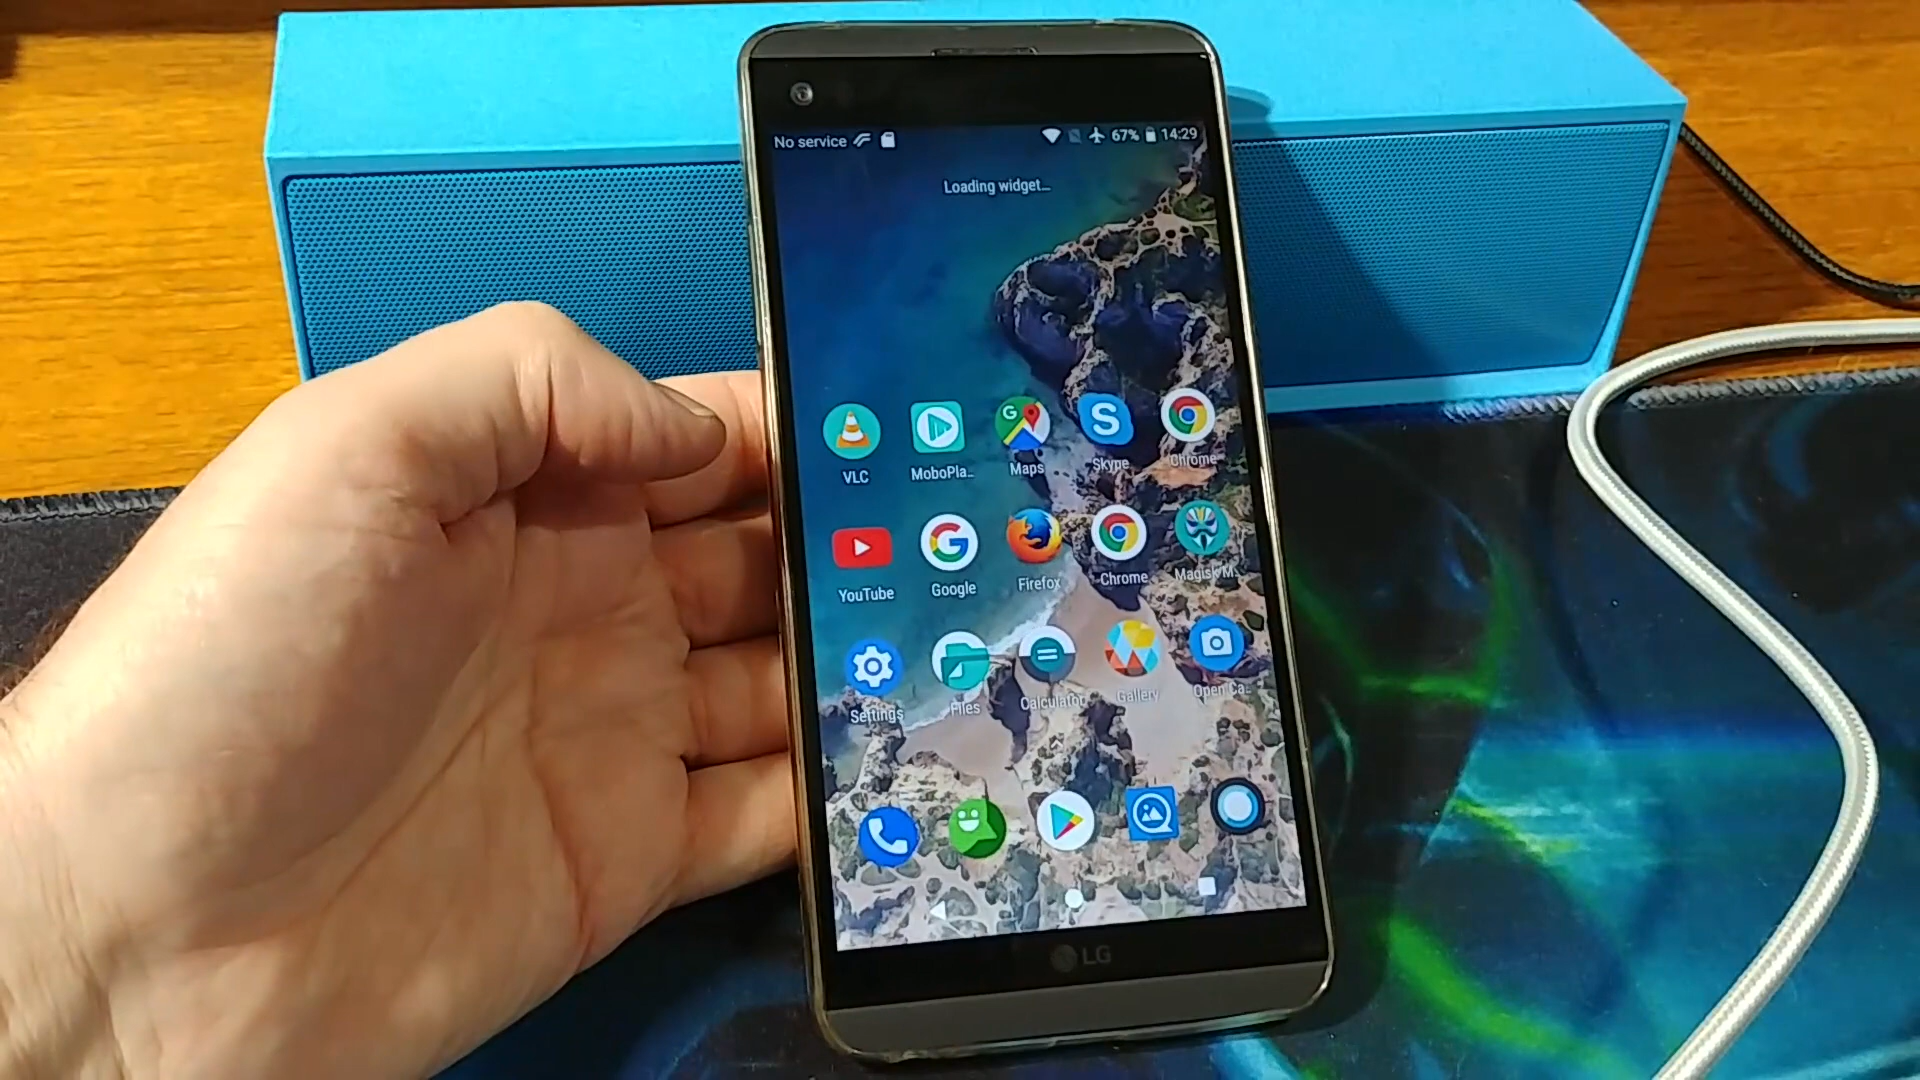 No service 67% 14:29
Loading widget...
VLC MoboPla.. Maps Skype Chrome
YouTube Google Firefox Chrome Magisk M..
Settings Files Calculator Gallery Open Ca..
LG